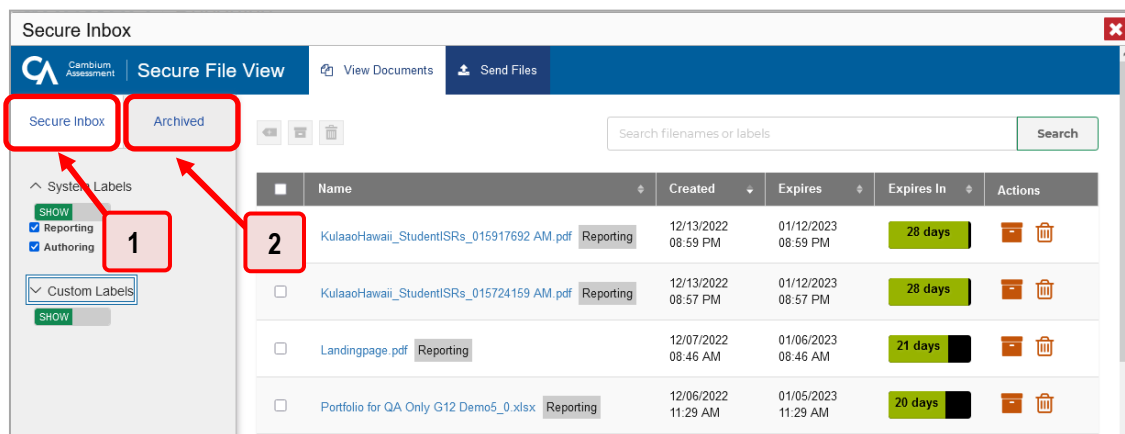 Secure Inbox
Cambium Assessment
Secure File View
View Documents
Send Files
Secure Inbox
Archived
Search filenames or labels
Search
System Labels
SHOW
Reporting
Authoring
Custom Labels
SHOW
1
2
Name Created Expires Expires In Actions
KulaaoHawaii_StudentISRs_015917692 AM.pdf Reporting 12/13/2022 08:59 PM 01/12/2023 08:59 PM 28 days
KulaaoHawaii_StudentISRs_015724159 AM.pdf Reporting 12/13/2022 08:57 PM 01/12/2023 08:57 PM 28 days
Landingpage.pdf Reporting 12/07/2022 08:46 AM 01/06/2023 08:46 AM 21 days
Portfolio for QA Only G12 Demo5_0.xlsx Reporting 12/06/2022 11:29 AM 01/05/2023 11:29 AM 20 days